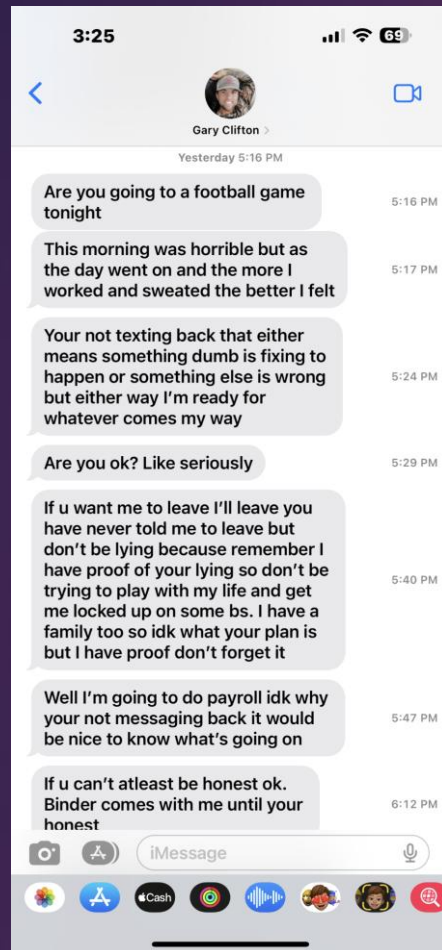 3:25
69
Gary Clifton
Yesterday 5:16 PM
Are you going to a football game
tonight
5:16 PM
This morning was horrible but as
the day went on and the more I
worked and sweated the better I felt
5:17 PM
Your not texting back that either
means something dumb is fixing to
happen or something else is wrong
but either way I'm ready for
whatever comes my way
5:24 PM
Are you ok? Like seriously
5:29 PM
If u want me to leave I'll leave you
have never told me to leave but
don't be lying because remember I
have proof of your lying so don't be
trying to play with my life and get
me locked up on some bs. I have a
family too so idk what your plan is
but I have proof don't forget it
5:40 PM
Well I'm going to do payroll idk why
your not messaging back it would
be nice to know what's going on
5:47 PM
If u can't atleast be honest ok.
Binder comes with me until your
honest
6:12 PM
iMessage
Cash